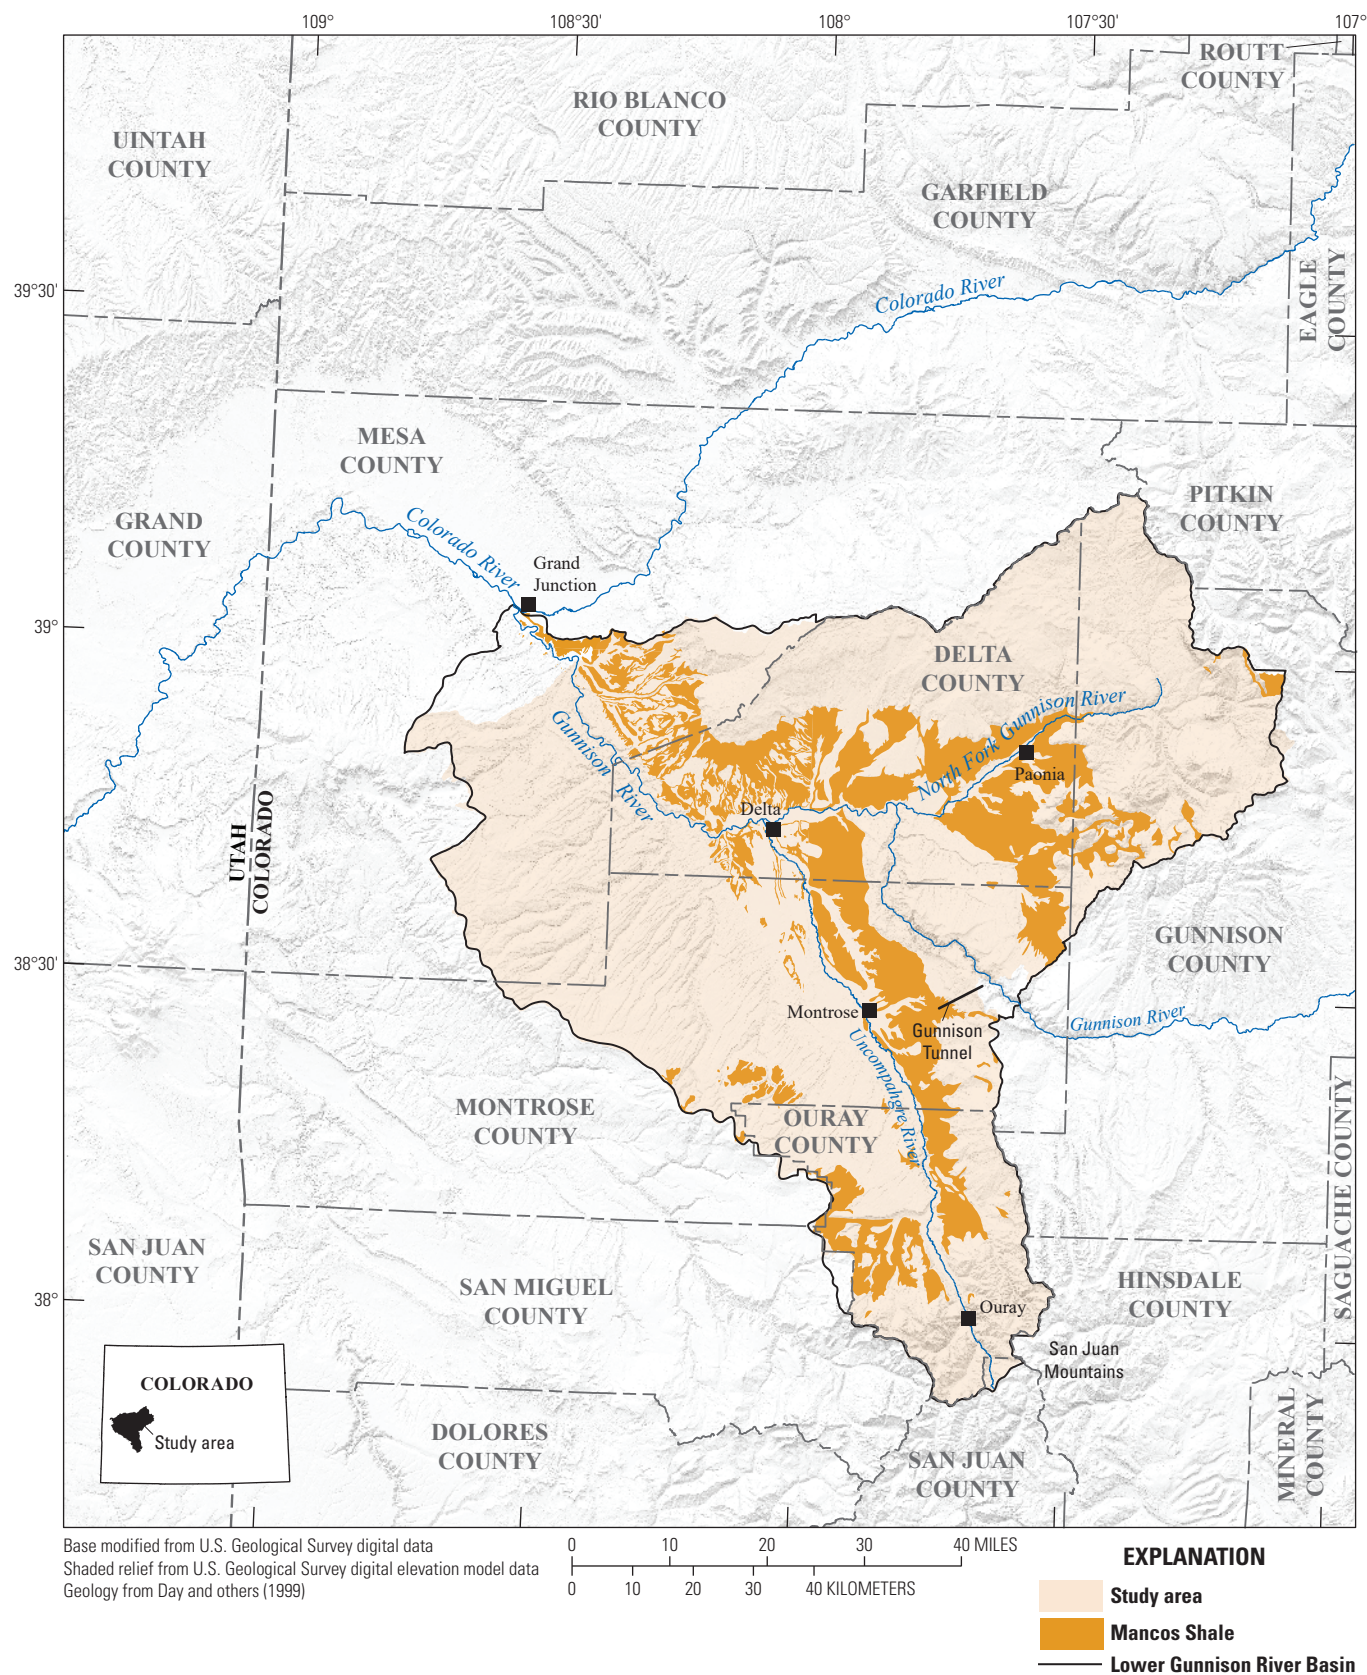 109°
108°30'
108°
107°30'
107°
ROUTT
COUNTY
RIO BLANCO
COUNTY
UINTAH
COUNTY
GARFIELD
COUNTY
EAGLE
COUNTY
39°30'
Colorado River
MESA
COUNTY
PITKIN
COUNTY
GRAND
COUNTY
Colorado River
Grand
Junction
39°
DELTA
COUNTY
Gunnison River
North Fork Gunnison River
Paonia
Delta
UTAH
COLORADO
GUNNISON
COUNTY
38°30'
Montrose
Gunnison
Tunnel
Gunnison River
Uncompahgre River
MONTROSE
COUNTY
OURAY
COUNTY
SAGUACHE COUNTY
SAN JUAN
COUNTY
SAN MIGUEL
COUNTY
HINSDALE
COUNTY
38°
Ouray
San Juan
Mountains
COLORADO
Study area
DOLORES
COUNTY
SAN JUAN
COUNTY
MINERAL
COUNTY
Base modified from U.S. Geological Survey digital data
Shaded relief from U.S. Geological Survey digital elevation model data
Geology from Day and others (1999)
0 10 20 30 40 MILES
0 10 20 30 40 KILOMETERS
EXPLANATION
Study area
Mancos Shale
Lower Gunnison River Basin